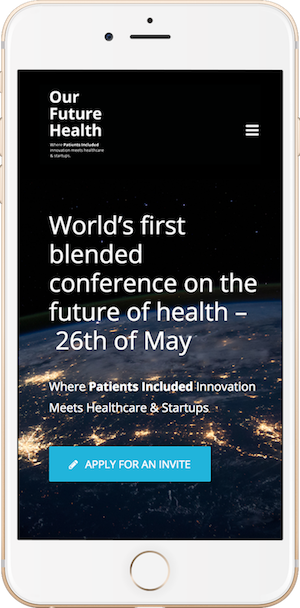 Our
Future
Health
Where Patients Included
innovation meets healthcare
& startups.
World's first
blended
conference on the
future of health –
26th of May
Where Patients Included Innovation
Meets Healthcare & Startups
APPLY FOR AN INVITE